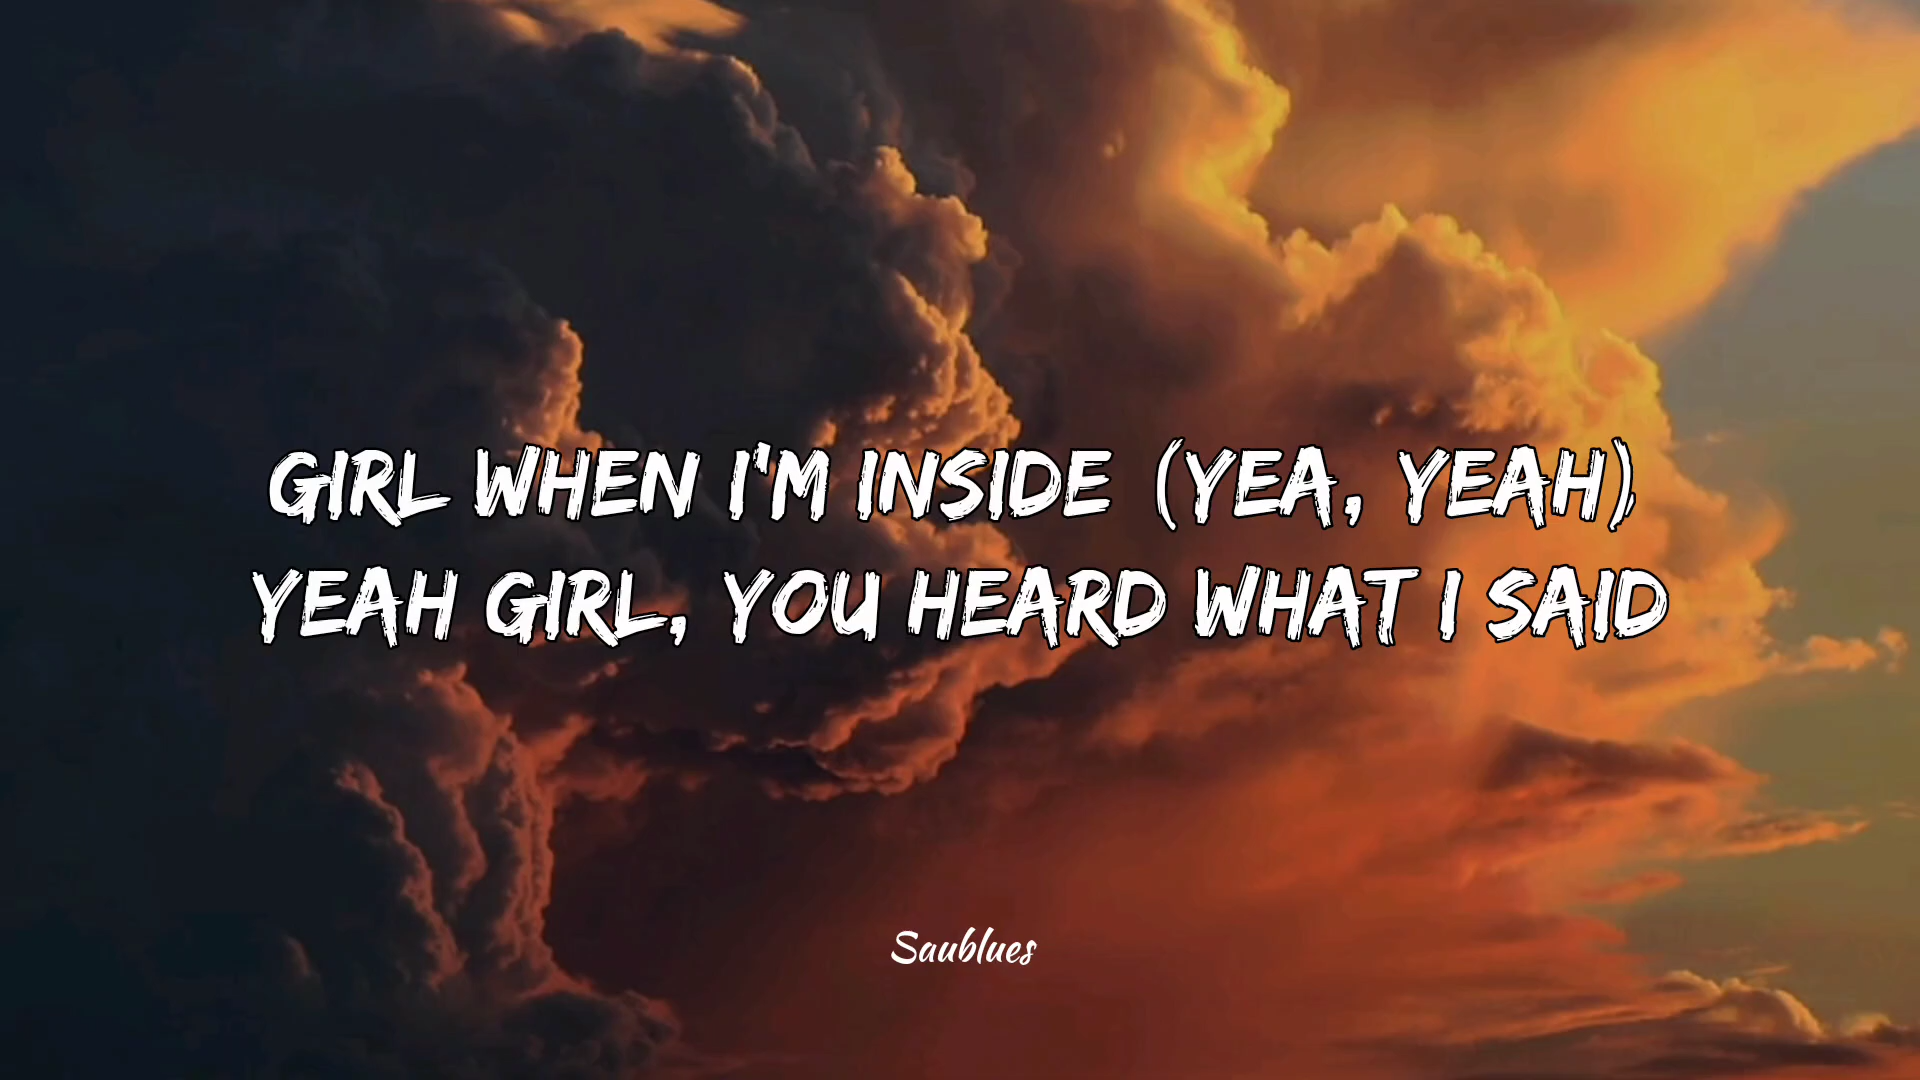 GIRL WHEN I'M INSIDE (YEA, YEAH)
YEAH GIRL, YOU HEARD WHAT I SAID
Saublues